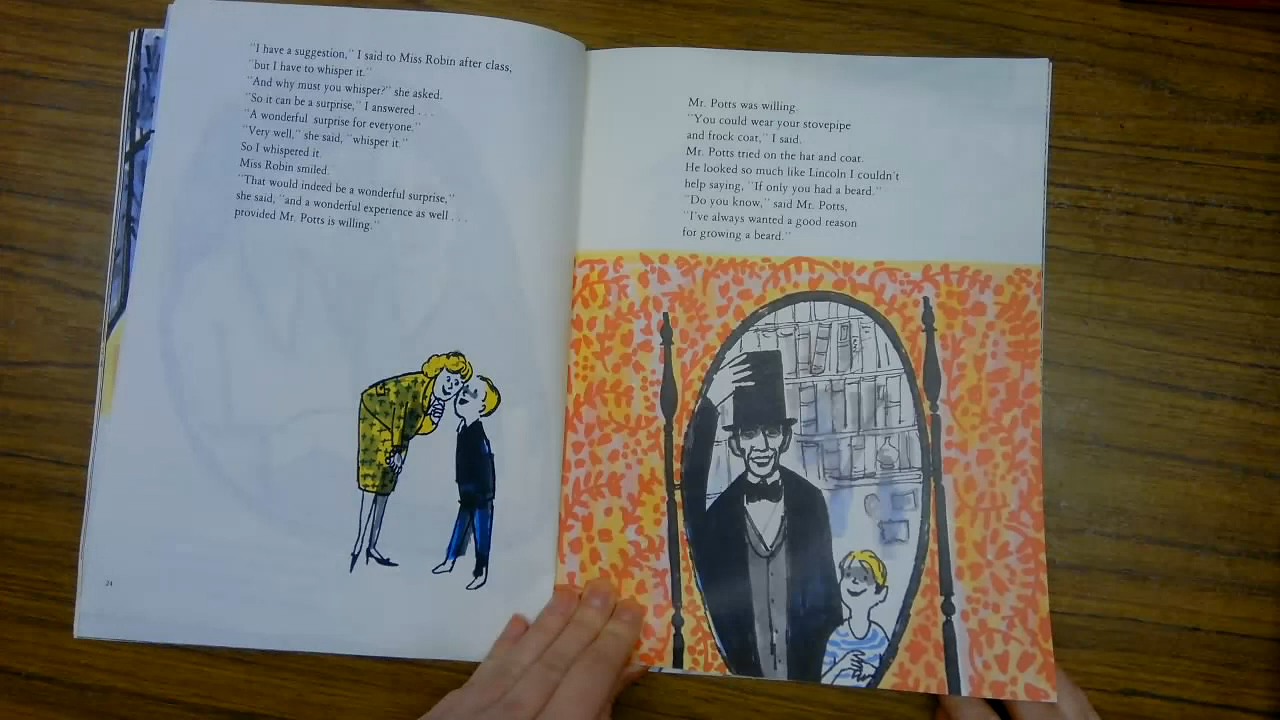 "I have a suggestion," I said to Miss Robin after class,
"but I have to whisper it."
"And why must you whisper?" she asked.
"So it can be a surprise," I answered . . .
"A wonderful surprise for everyone."
"Very well," she said, "whisper it."
So I whispered it.
Miss Robin smiled.
"That would indeed be a wonderful surprise,"
she said, "and a wonderful experience as well . . .
provided Mr. Potts is willing."
24
Mr. Potts was willing.
"You could wear your stovepipe
and frock coat," I said.
Mr. Potts tried on the hat and coat.
He looked so much like Lincoln I couldn't
help saying, "If only you had a beard."
"Do you know," said Mr. Potts,
"I've always wanted a good reason
for growing a beard."